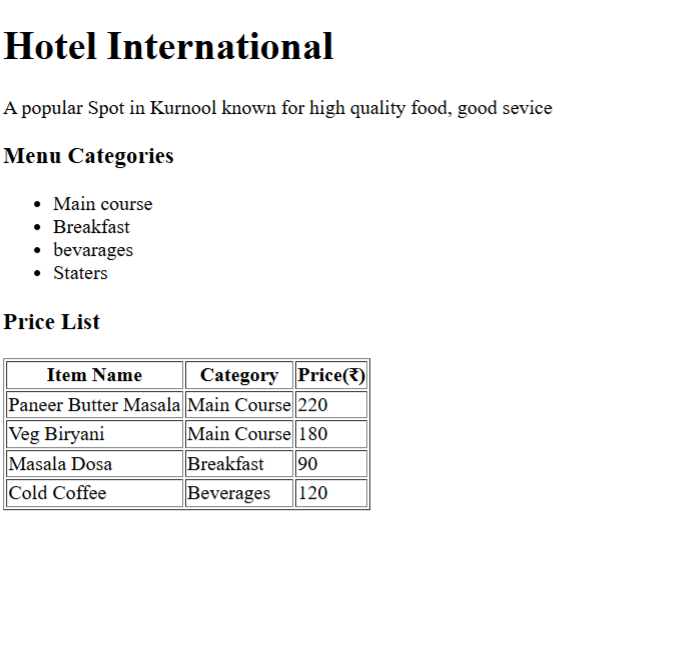 Hotel International
A popular Spot in Kurnool known for high quality food, good sevice
Menu Categories
Main course
Breakfast
bevarages
Staters
Price List
Item Name Category Price(₹)
Paneer Butter Masala Main Course 220
Veg Biryani Main Course 180
Masala Dosa Breakfast 90
Cold Coffee Beverages 120